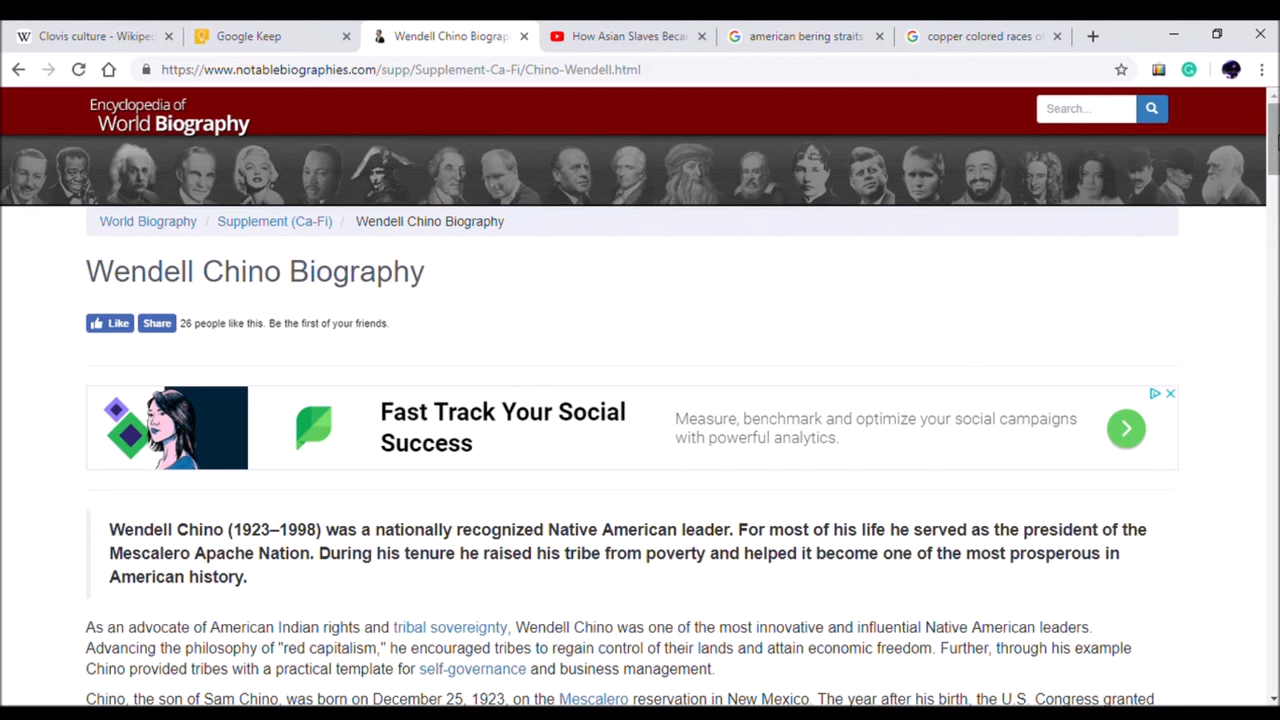 Clovis culture - Wikiped
Google Keep
Wendell Chino Biograp
How Asian Slaves Beca
american bering straits
copper colored races o
https://www.notablebiographies.com/supp/Supplement-Ca-Fi/Chino-Wendell.html
Encyclopedia of
World Biography
Search...
World Biography / Supplement (Ca-Fi) / Wendell Chino Biography
Wendell Chino Biography
Like Share 26 people like this. Be the first of your friends.
Fast Track Your Social
Success
Measure, benchmark and optimize your social campaigns
with powerful analytics.
Wendell Chino (1923–1998) was a nationally recognized Native American leader. For most of his life he served as the president of the
Mescalero Apache Nation. During his tenure he raised his tribe from poverty and helped it become one of the most prosperous in
American history.
As an advocate of American Indian rights and tribal sovereignty, Wendell Chino was one of the most innovative and influential Native American leaders.
Advancing the philosophy of "red capitalism," he encouraged tribes to regain control of their lands and attain economic freedom. Further, through his example
Chino provided tribes with a practical template for self-governance and business management.
Chino, the son of Sam Chino, was born on December 25, 1923, on the Mescalero reservation in New Mexico. The year after his birth, the U.S. Congress granted